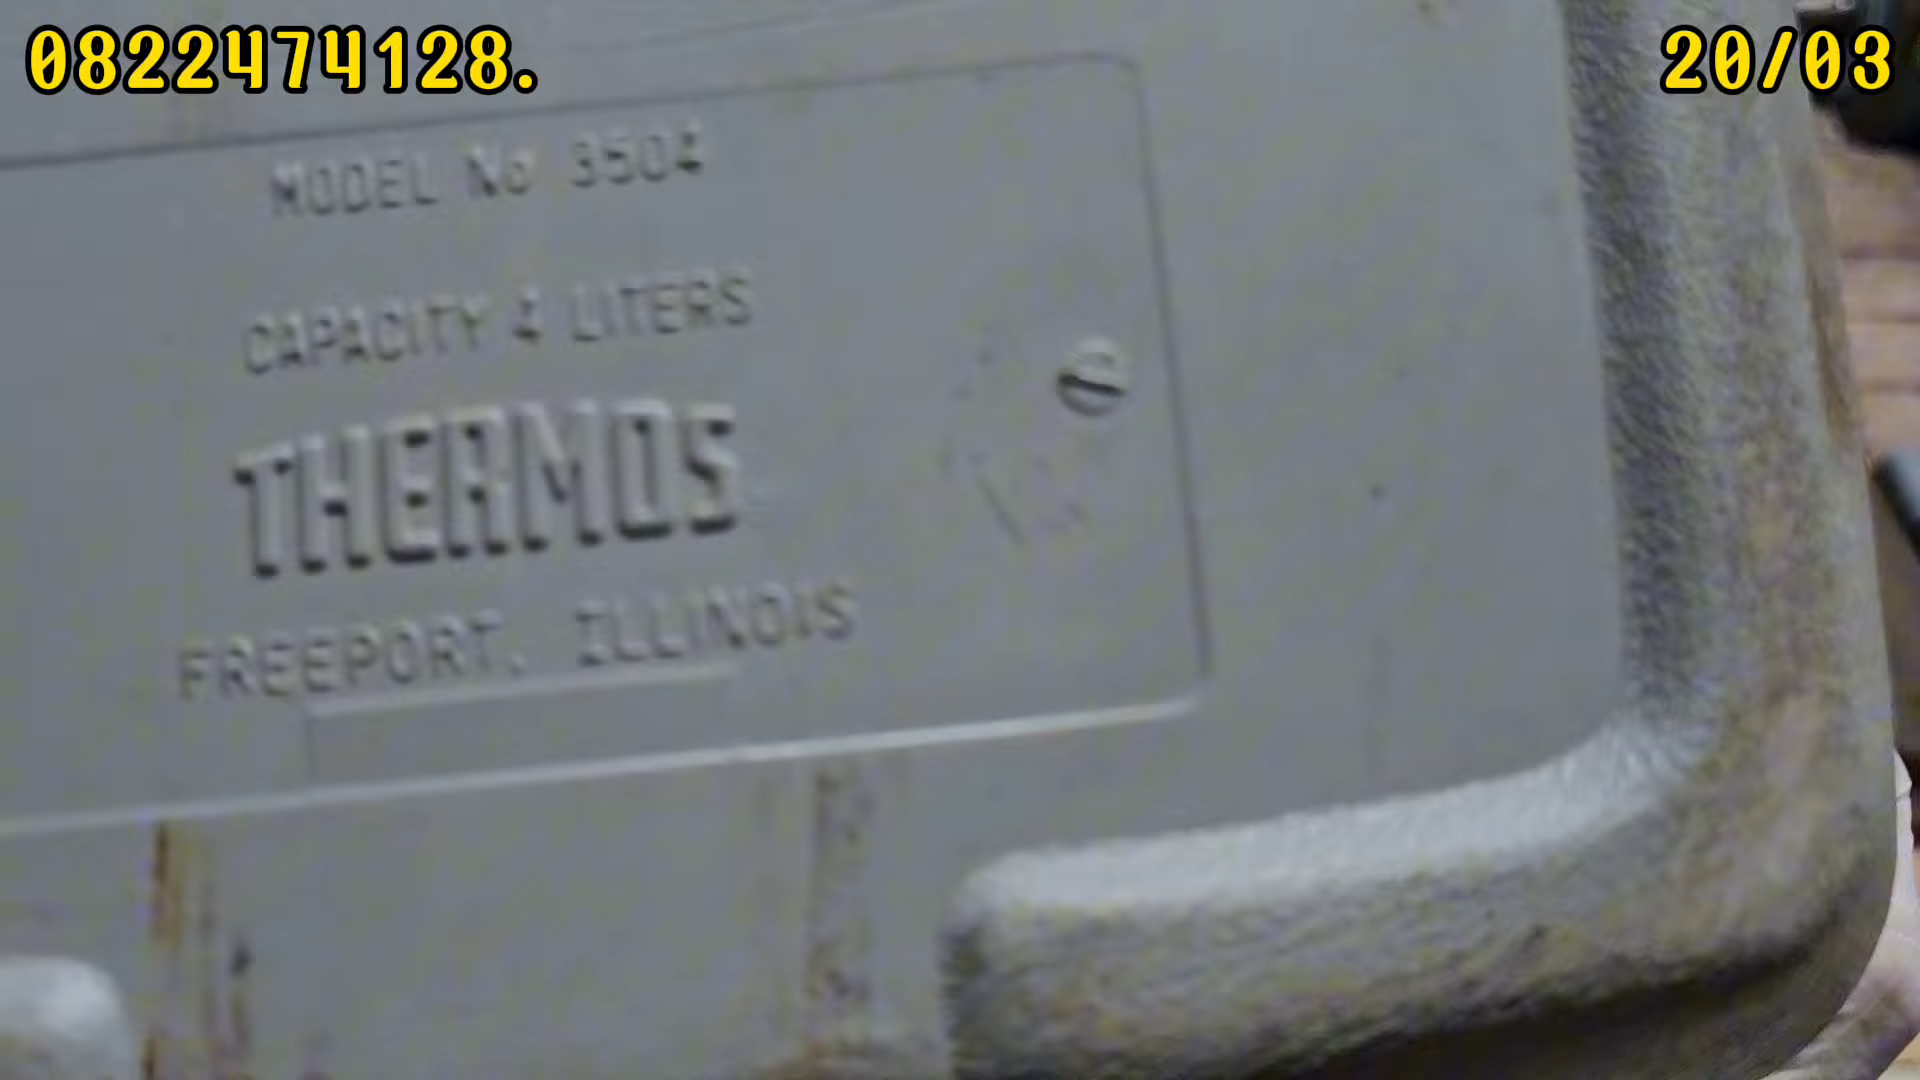 0822474128.
20/03
MODEL No 3504
CAPACITY 4 LITERS
THERMOS
FREEPORT, ILLINOIS